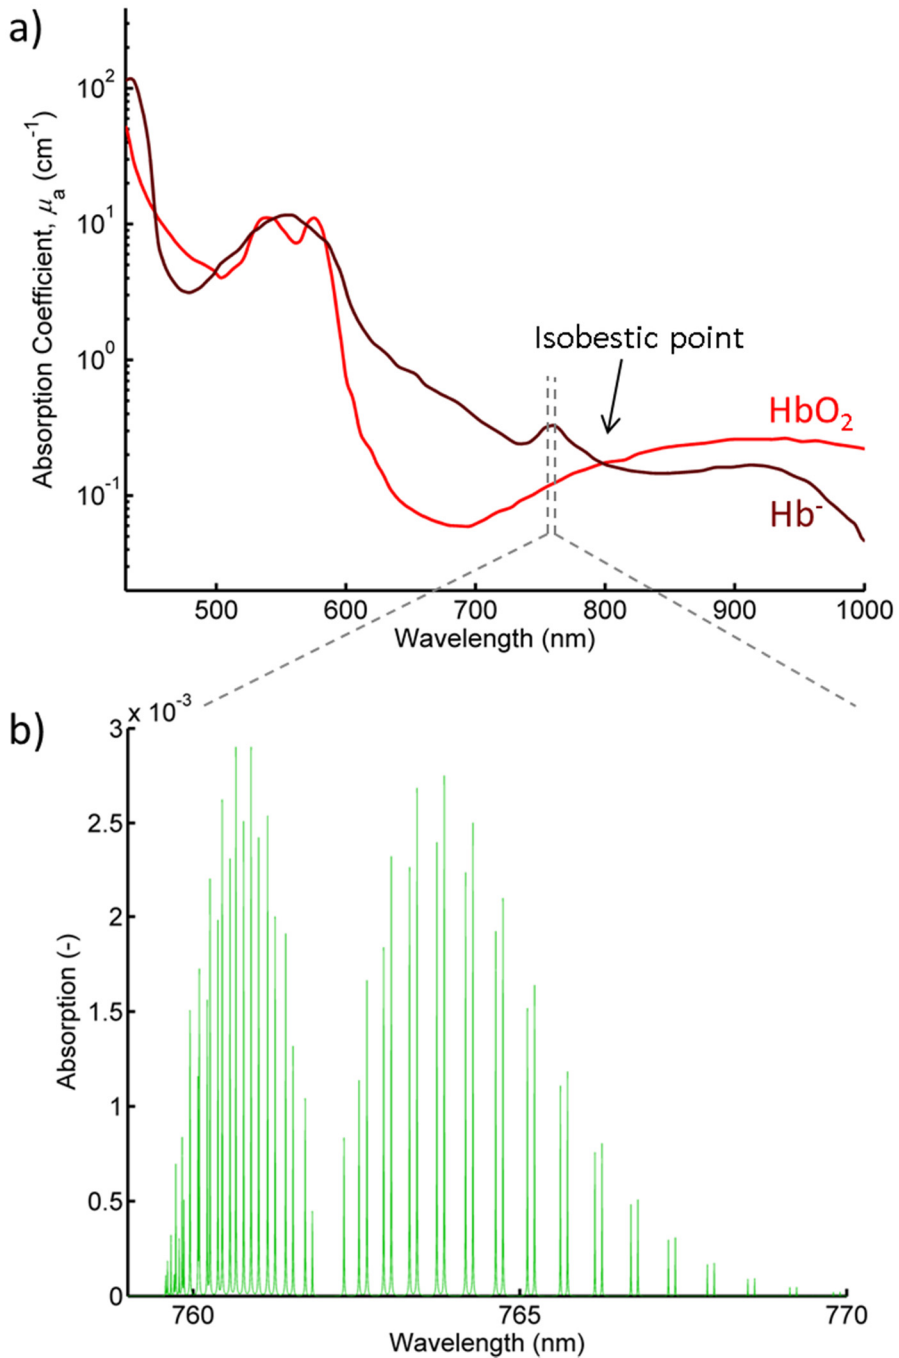 a)
Absorption Coefficient, μa (cm-1)
10²
10¹
10⁰
10-1
Isobestic point
HbO₂
Hb-
500 600 700 800 900 1000
Wavelength (nm)
b)
x 10-3
Absorption (-)
3
2.5
2
1.5
1
0.5
0
760 765 770
Wavelength (nm)